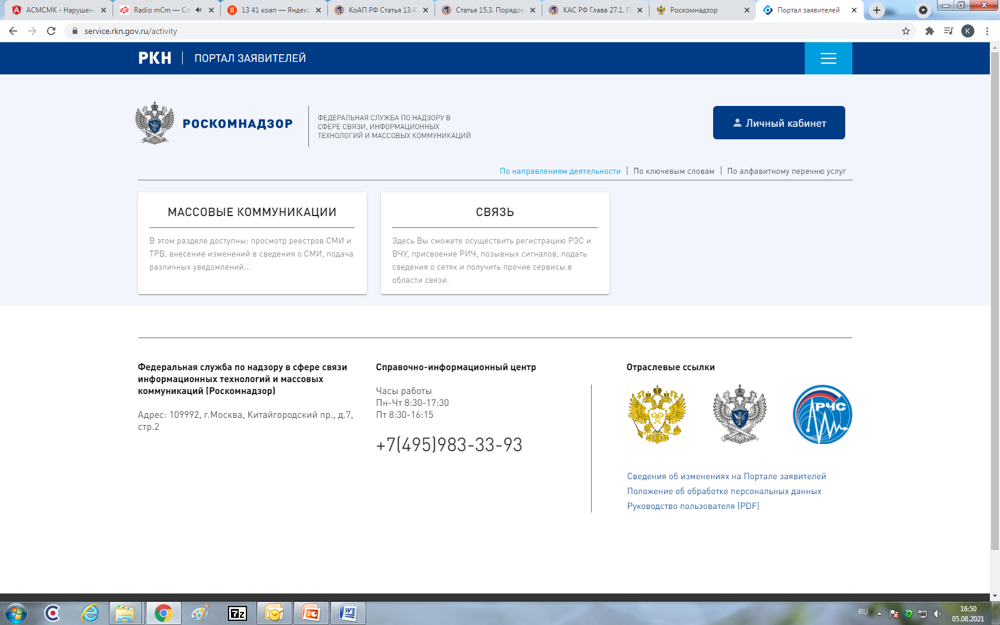 АСМСМК - Нарушен
Radio mCm — Сл
13 41 коап — Яндекс
КоАП РФ Статья 13.4
Статья 15.3. Порядок
КАС РФ Глава 27.1. П
Роскомнадзор
Портал заявителей
service.rkn.gov.ru/activity
K
РКН
ПОРТАЛ ЗАЯВИТЕЛЕЙ
РОСКОМНАДЗОР
ФЕДЕРАЛЬНАЯ СЛУЖБА ПО НАДЗОРУ В
СФЕРЕ СВЯЗИ, ИНФОРМАЦИОННЫХ
ТЕХНОЛОГИЙ И МАССОВЫХ КОММУНИКАЦИЙ
Личный кабинет
По направлениям деятельности
По ключевым словам
По алфавитному перечню услуг
МАССОВЫЕ КОММУНИКАЦИИ
В этом разделе доступны: просмотр реестров СМИ и
ТРВ, внесение изменений в сведения о СМИ, подача
различных уведомлений...
СВЯЗЬ
Здесь Вы сможете осуществить регистрацию РЭС и
ВЧУ, присвоение РИЧ, позывных сигналов, подать
сведения о сетях и получить прочие сервисы в
области связи.
Федеральная служба по надзору в сфере связи
информационных технологий и массовых
коммуникаций (Роскомнадзор)
Адрес: 109992, г.Москва, Китайгородский пр., д.7,
стр.2
Справочно-информационный центр
Часы работы
Пн-Чт 8:30-17:30
Пт 8:30-16:15
+7(495)983-33-93
Отраслевые ссылки
РЧС
Сведения об изменениях на Портале заявителей
Положение об обработке персональных данных
Руководство пользователя (PDF)
7z
RU
16:50
05.08.2021